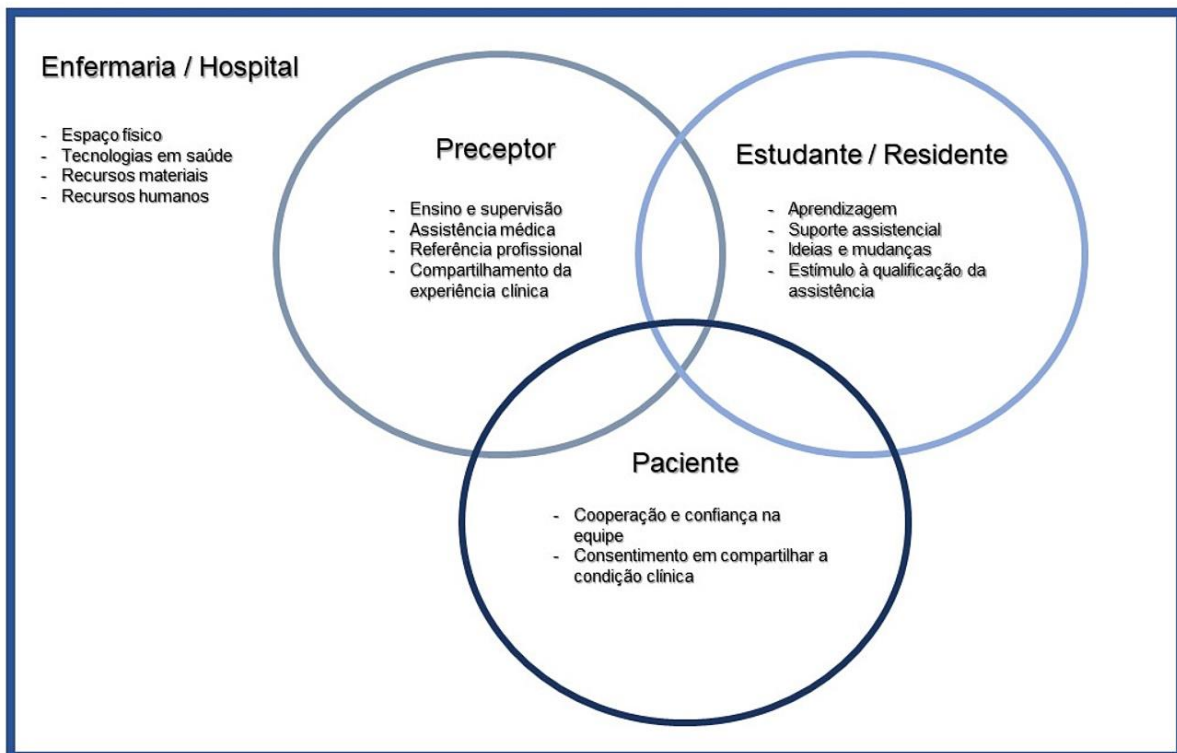 Enfermaria / Hospital
- Espaço físico
- Tecnologias em saúde
- Recursos materiais
- Recursos humanos
Preceptor
- Ensino e supervisão
- Assistência médica
- Referência profissional
- Compartilhamento da
experiência clínica
Estudante / Residente
- Aprendizagem
- Suporte assistencial
- Ideias e mudanças
- Estímulo à qualificação da
assistência
Paciente
- Cooperação e confiança na
equipe
- Consentimento em compartilhar a
condição clínica